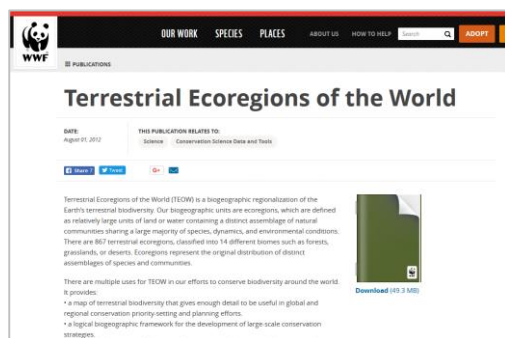 OUR WORK SPECIES PLACES ABOUT US HOW TO HELP Search ADOPT
WWF
PUBLICATIONS
Terrestrial Ecoregions of the World
DATE:
August 01, 2012
THIS PUBLICATION RELATES TO:
Science Conservation Science Data and Tools
Share 7 Tweet G+
Terrestrial Ecoregions of the World (TEOW) is a biogeographic regionalization of the
Earth's terrestrial biodiversity. Our biogeographic units are ecoregions, which are defined
as relatively large units of land or water containing a distinct assemblage of natural
communities sharing a large majority of species, dynamics, and environmental conditions.
There are 867 terrestrial ecoregions, classified into 14 different biomes such as forests,
grasslands, or deserts. Ecoregions represent the original distribution of distinct
assemblages of species and communities.
Download (49.3 MB)
There are multiple uses for TEOW in our efforts to conserve biodiversity around the world.
It provides:
• a map of terrestrial biodiversity that gives enough detail to be useful in global and
regional conservation priority-setting and planning efforts.
• a logical biogeographic framework for the development of large scale conservation
strategies.